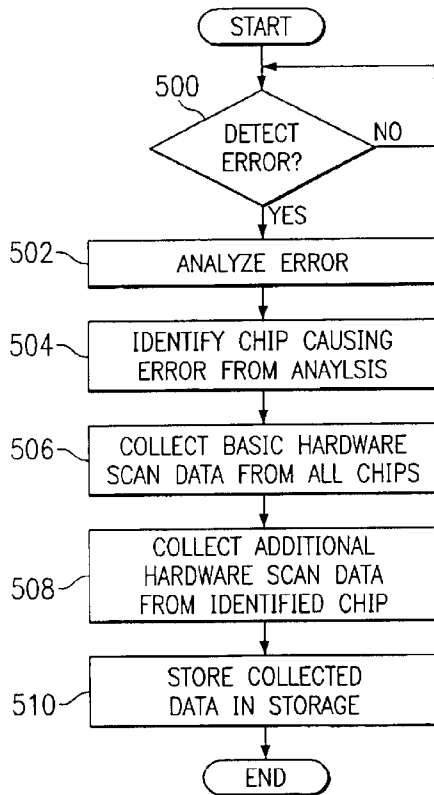 START
500
DETECT
ERROR?
NO
YES
502
ANALYZE ERROR
504
IDENTIFY CHIP CAUSING
ERROR FROM ANAYLSIS
506
COLLECT BASIC HARDWARE
SCAN DATA FROM ALL CHIPS
508
COLLECT ADDITIONAL
HARDWARE SCAN DATA
FROM IDENTIFIED CHIP
510
STORE COLLECTED
DATA IN STORAGE
END